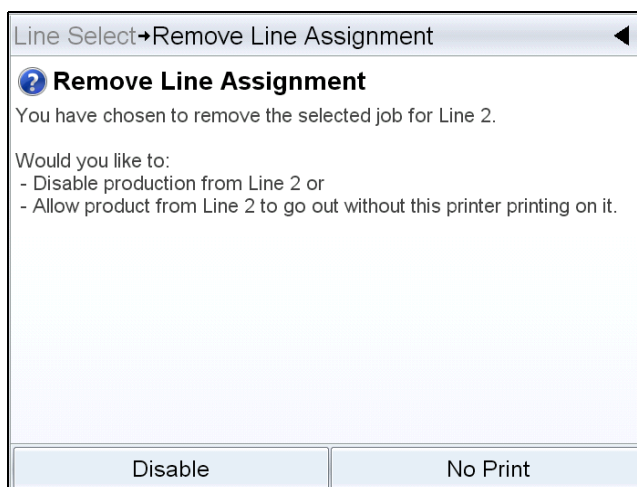 Line Select→Remove Line Assignment
Remove Line Assignment
You have chosen to remove the selected job for Line 2.
Would you like to:
- Disable production from Line 2 or
- Allow product from Line 2 to go out without this printer printing on it.
Disable
No Print